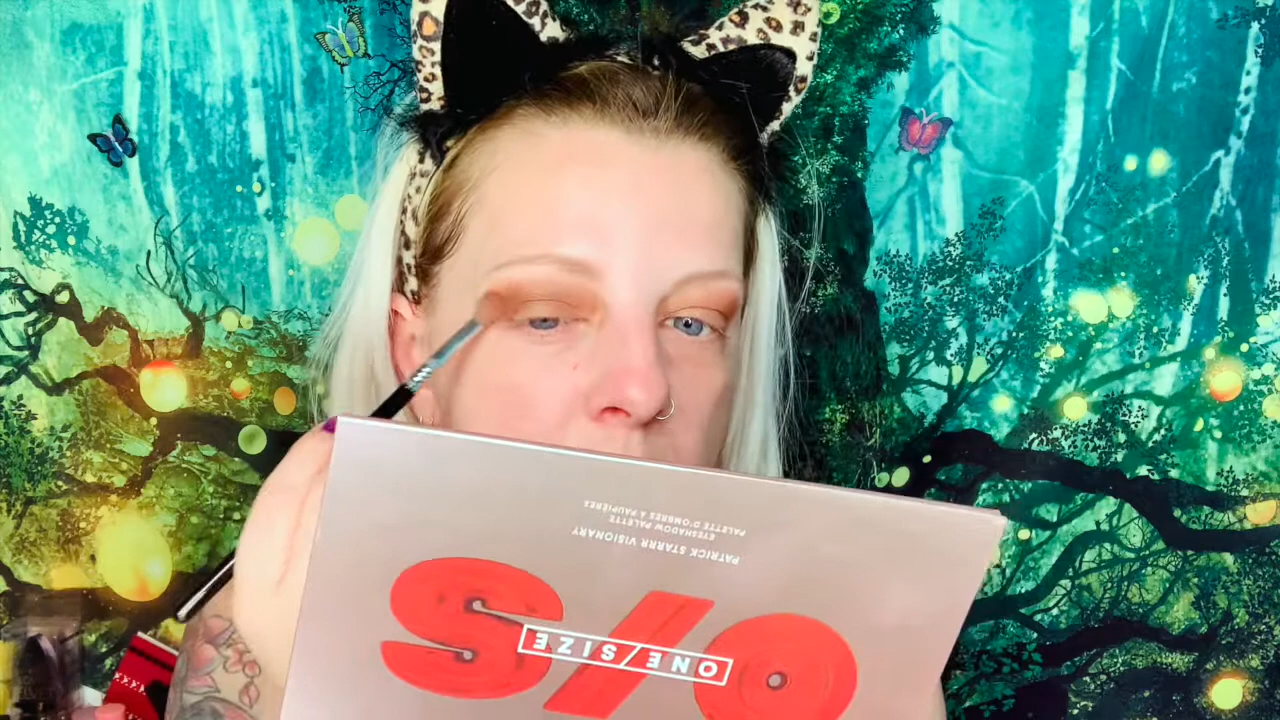 O/S
ONE/SIZE
PATRICK STARRR VISIONARY
EYESHADOW PALETTE
PALETTE D'OMBRES À PAUPIÈRES